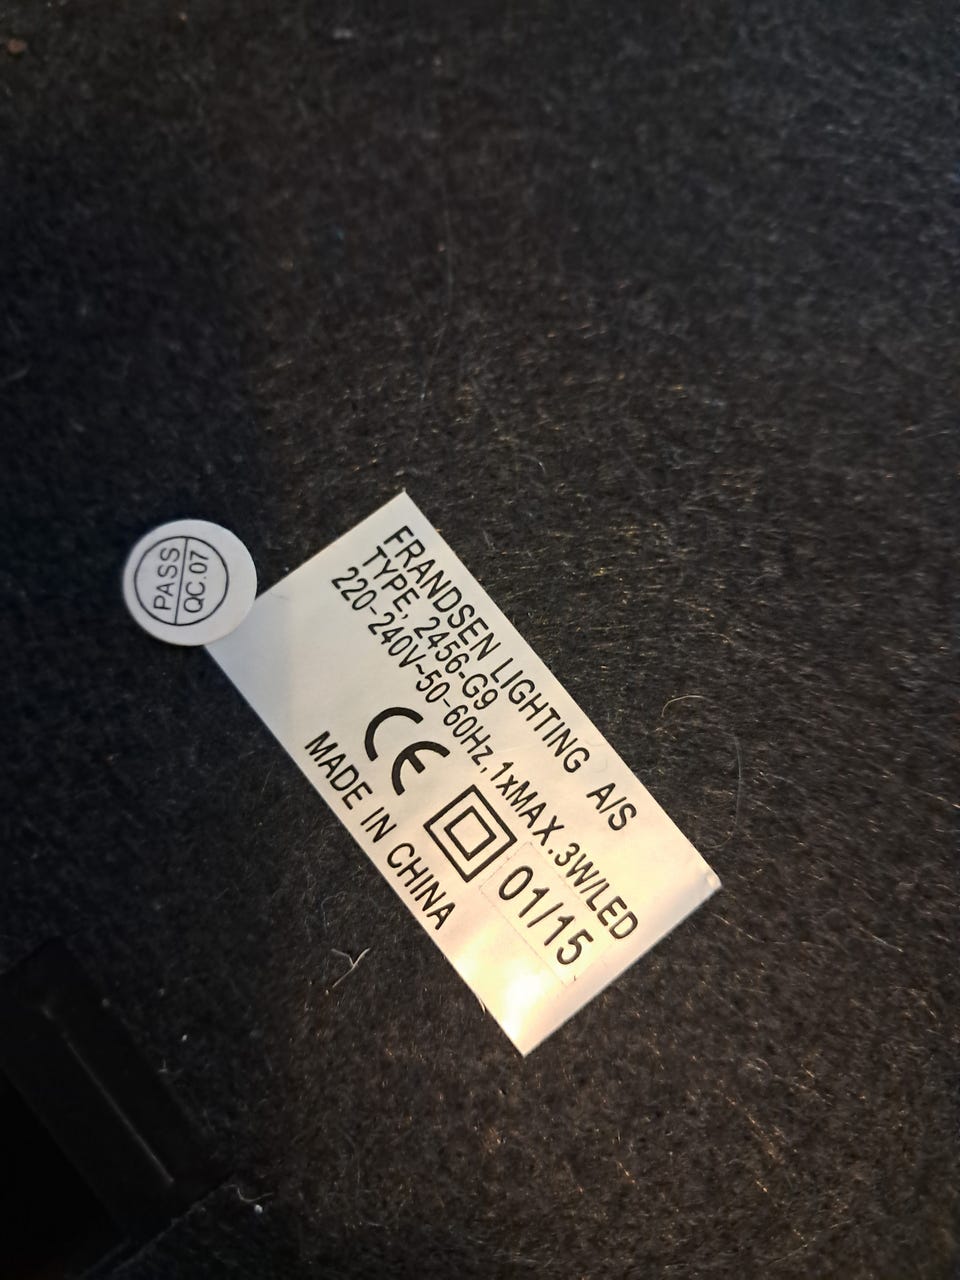 FRANDSEN LIGHTING A/S
TYPE, 2456-G9
220-240V~50-60Hz, 1xMAX.3W/LED
CE
01/15
MADE IN CHINA
PASS
QC.07